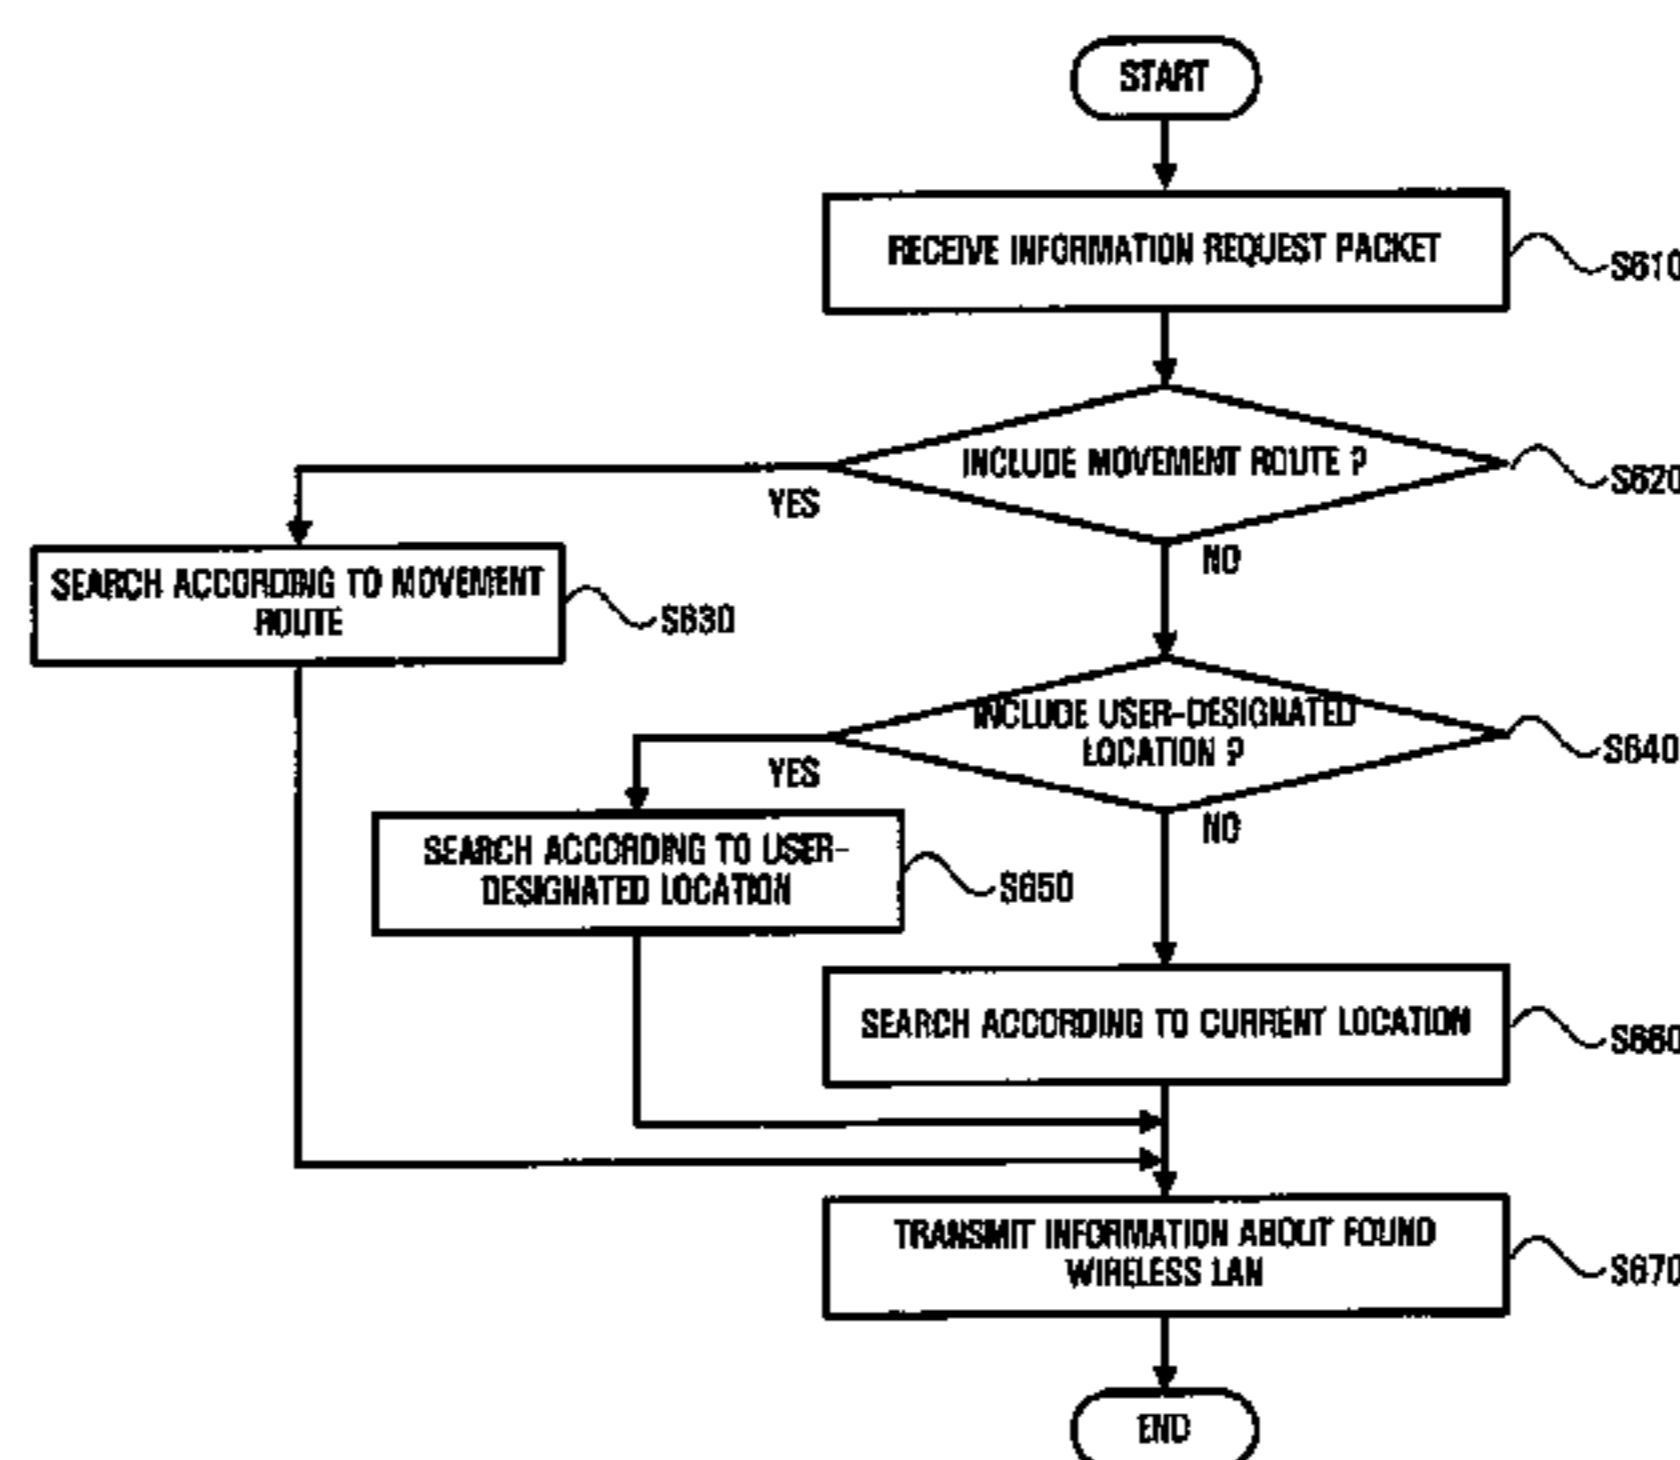 START
RECEIVE INFORMATION REQUEST PACKET
S610
INCLUDE MOVEMENT ROUTE ?
S620
YES
NO
SEARCH ACCORDING TO MOVEMENT
ROUTE
S630
INCLUDE USER-DESIGNATED
LOCATION ?
S640
YES
NO
SEARCH ACCORDING TO USER-
DESIGNATED LOCATION
S650
SEARCH ACCORDING TO CURRENT LOCATION
S660
TRANSMIT INFORMATION ABOUT FOUND
WIRELESS LAN
S670
END